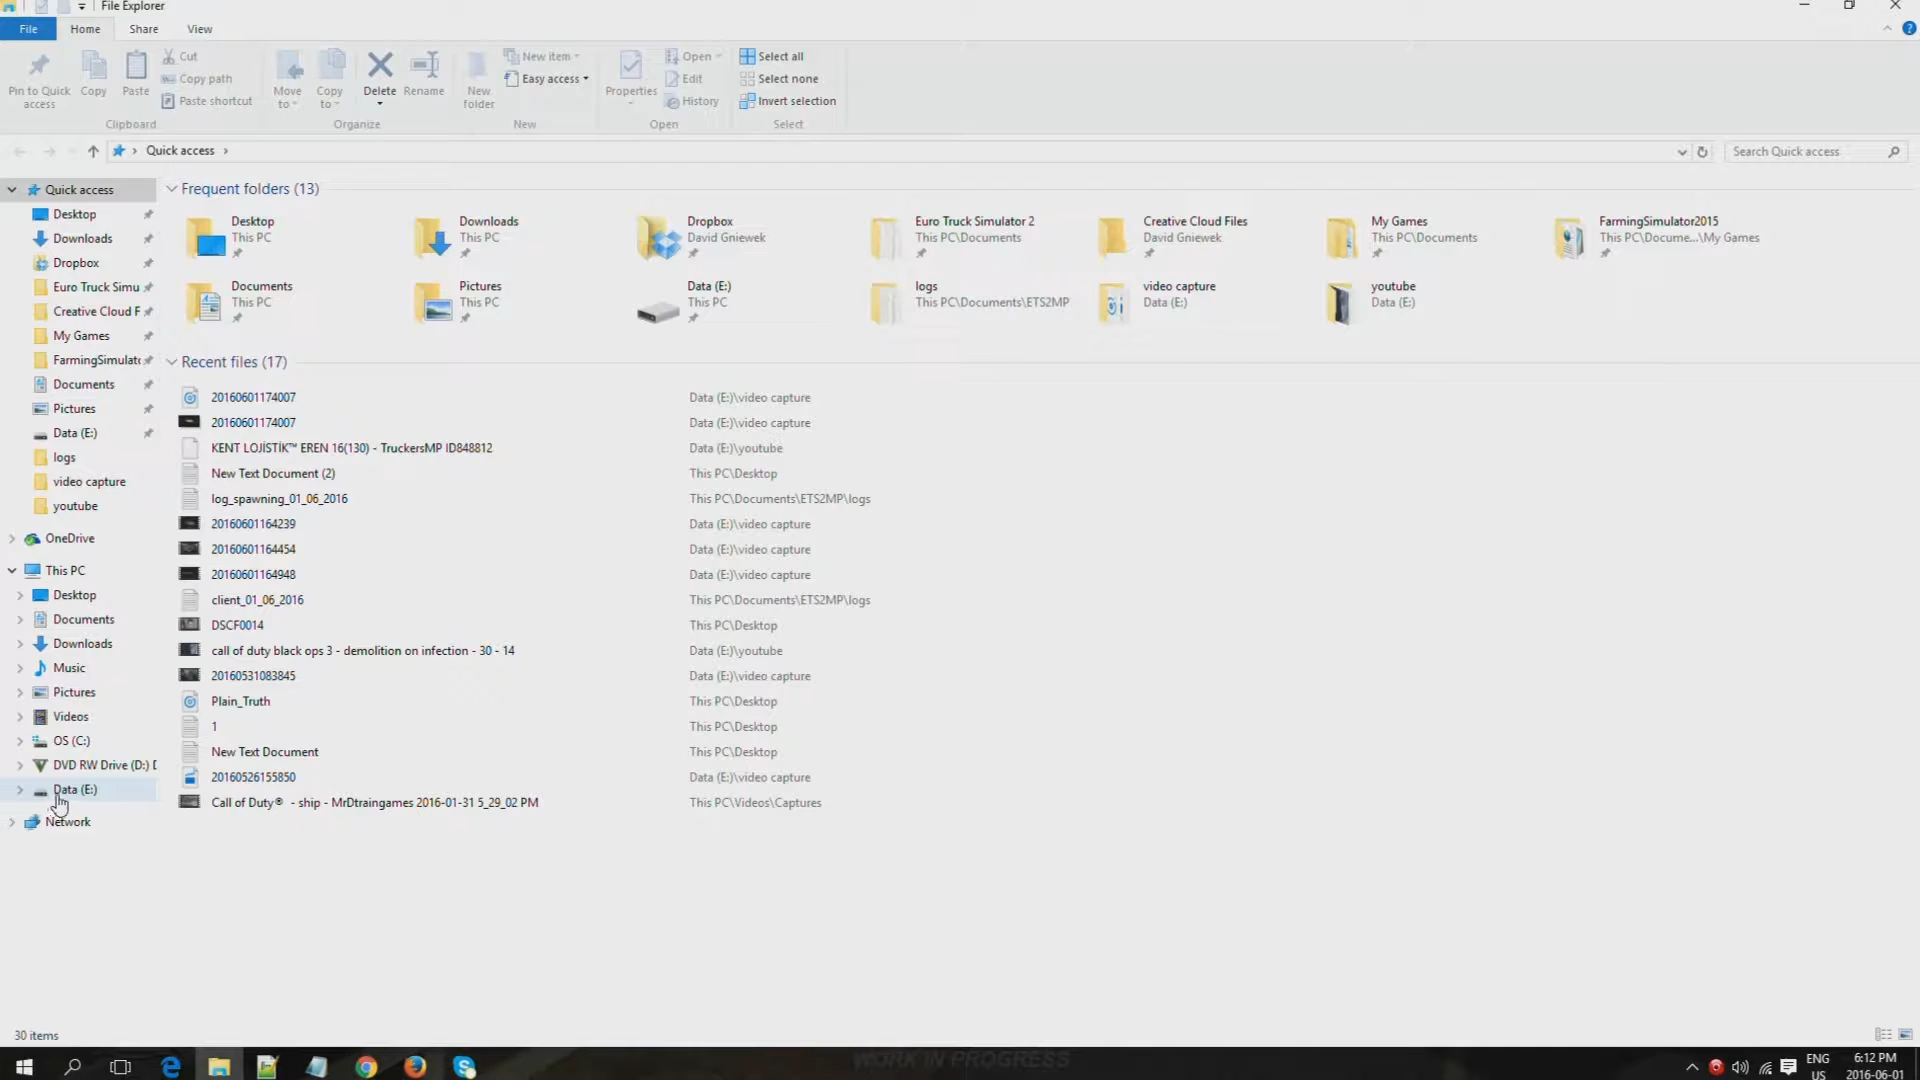 File Explorer
File Home Share View
Pin to Quick access
Copy
Paste
Cut
Copy path
Paste shortcut
Clipboard
Move to
Copy to
Delete
Rename
Organize
New folder
New item
Easy access
New
Properties
Open
Edit
History
Open
Select all
Select none
Invert selection
Select
Quick access
Search Quick access
Quick access
Desktop
Downloads
Dropbox
Euro Truck Simu
Creative Cloud F
My Games
FarmingSimulato
Documents
Pictures
Data (E:)
logs
video capture
youtube
OneDrive
This PC
Desktop
Documents
Downloads
Music
Pictures
Videos
OS (C:)
DVD RW Drive (D:) D
Data (E:)
Network
Frequent folders (13)
Desktop
This PC
Downloads
This PC
Dropbox
David Gniewek
Euro Truck Simulator 2
This PC\Documents
Creative Cloud Files
David Gniewek
My Games
This PC\Documents
FarmingSimulator2015
This PC\Docume...\My Games
Documents
This PC
Pictures
This PC
Data (E:)
This PC
logs
This PC\Documents\ETS2MP
video capture
Data (E:)
youtube
Data (E:)
Recent files (17)
20160601174007 Data (E:)\video capture
20160601174007 Data (E:)\video capture
KENT LOJİSTİK™ EREN 16(130) - TruckersMP ID848812 Data (E:)\youtube
New Text Document (2) This PC\Desktop
log_spawning_01_06_2016 This PC\Documents\ETS2MP\logs
20160601164239 Data (E:)\video capture
20160601164454 Data (E:)\video capture
20160601164948 Data (E:)\video capture
client_01_06_2016 This PC\Documents\ETS2MP\logs
DSCF0014 This PC\Desktop
call of duty black ops 3 - demolition on infection - 30 - 14 Data (E:)\youtube
20160531083845 Data (E:)\video capture
Plain_Truth This PC\Desktop
1 This PC\Desktop
New Text Document This PC\Desktop
20160526155850 Data (E:)\video capture
Call of Duty® - ship - MrDtraingames 2016-01-31 5_29_02 PM This PC\Videos\Captures
30 items
WORK IN PROGRESS
ENG
US
6:12 PM
2016-06-01